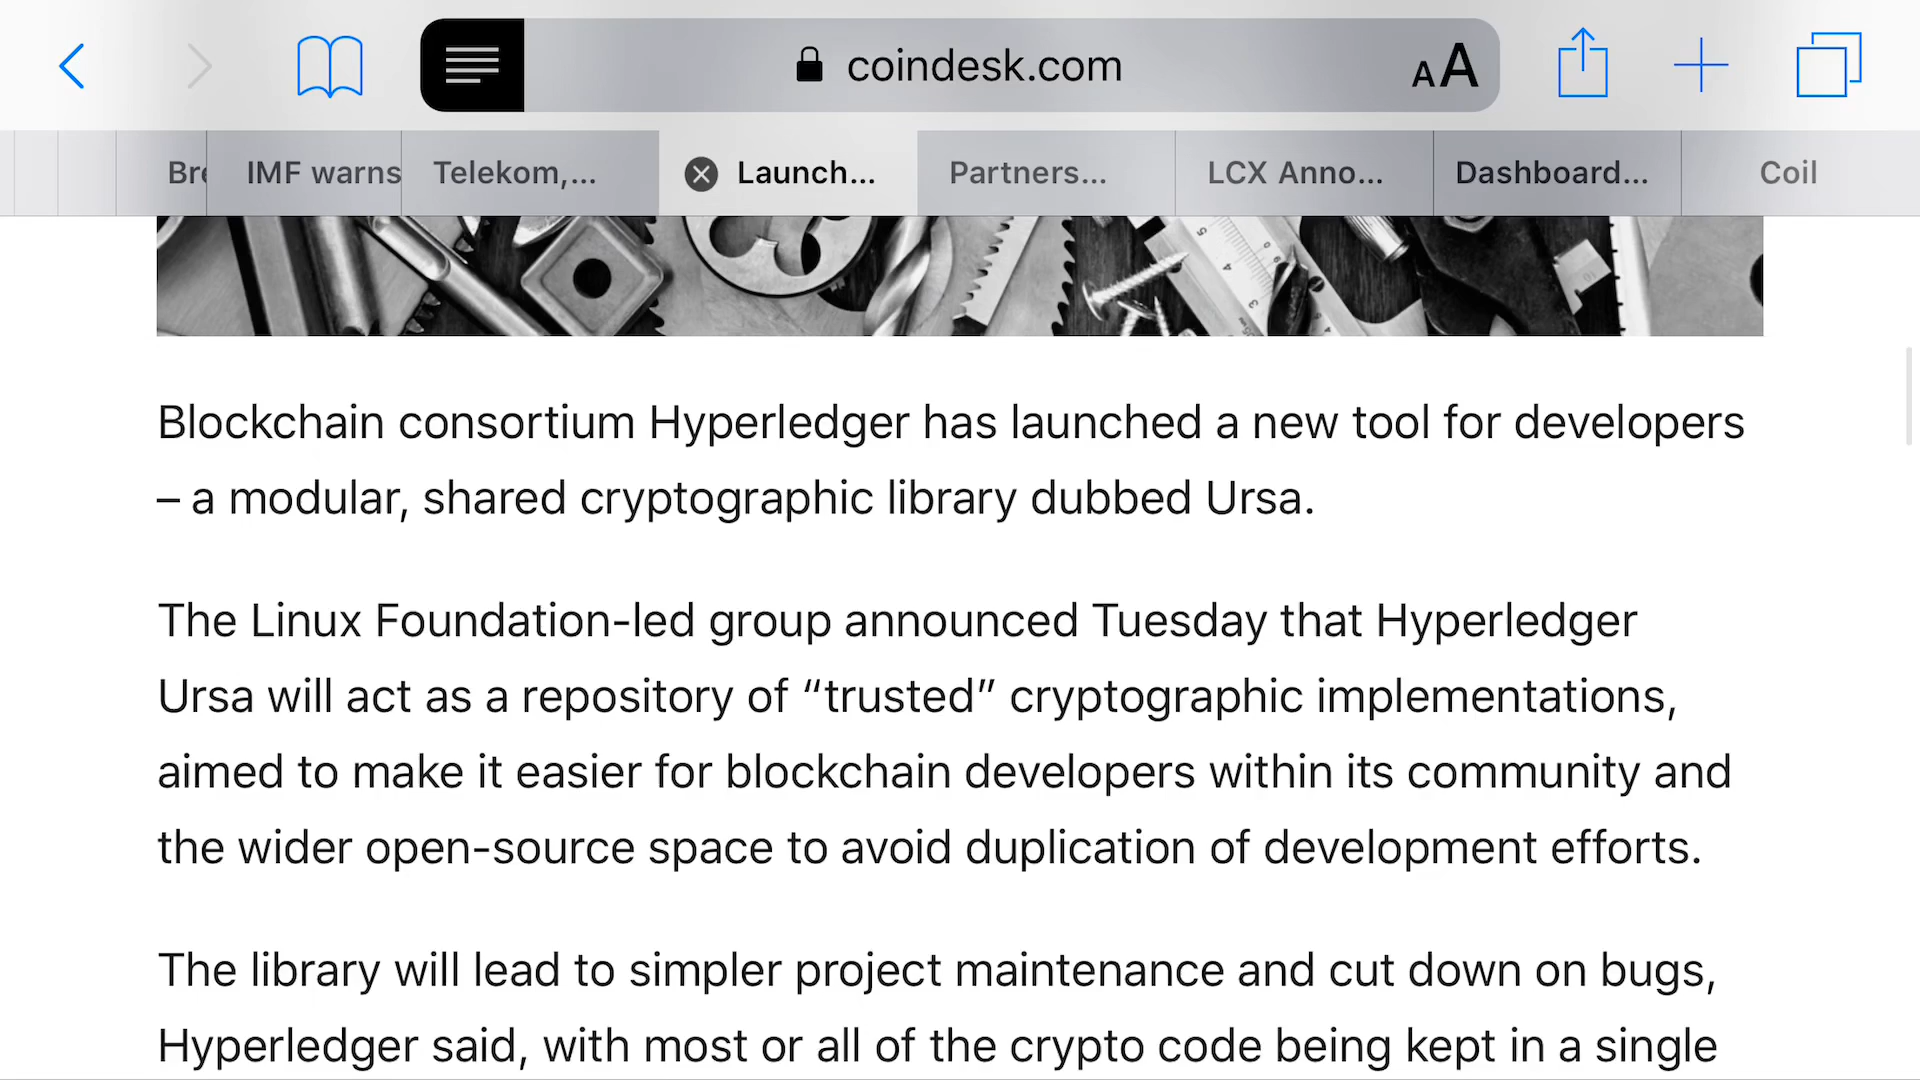 coindesk.com
AA
Bre
IMF warns
Telekom,...
Launch...
Partners...
LCX Anno...
Dashboard...
Coil
Blockchain consortium Hyperledger has launched a new tool for developers
– a modular, shared cryptographic library dubbed Ursa.
The Linux Foundation-led group announced Tuesday that Hyperledger
Ursa will act as a repository of “trusted” cryptographic implementations,
aimed to make it easier for blockchain developers within its community and
the wider open-source space to avoid duplication of development efforts.
The library will lead to simpler project maintenance and cut down on bugs,
Hyperledger said, with most or all of the crypto code being kept in a single